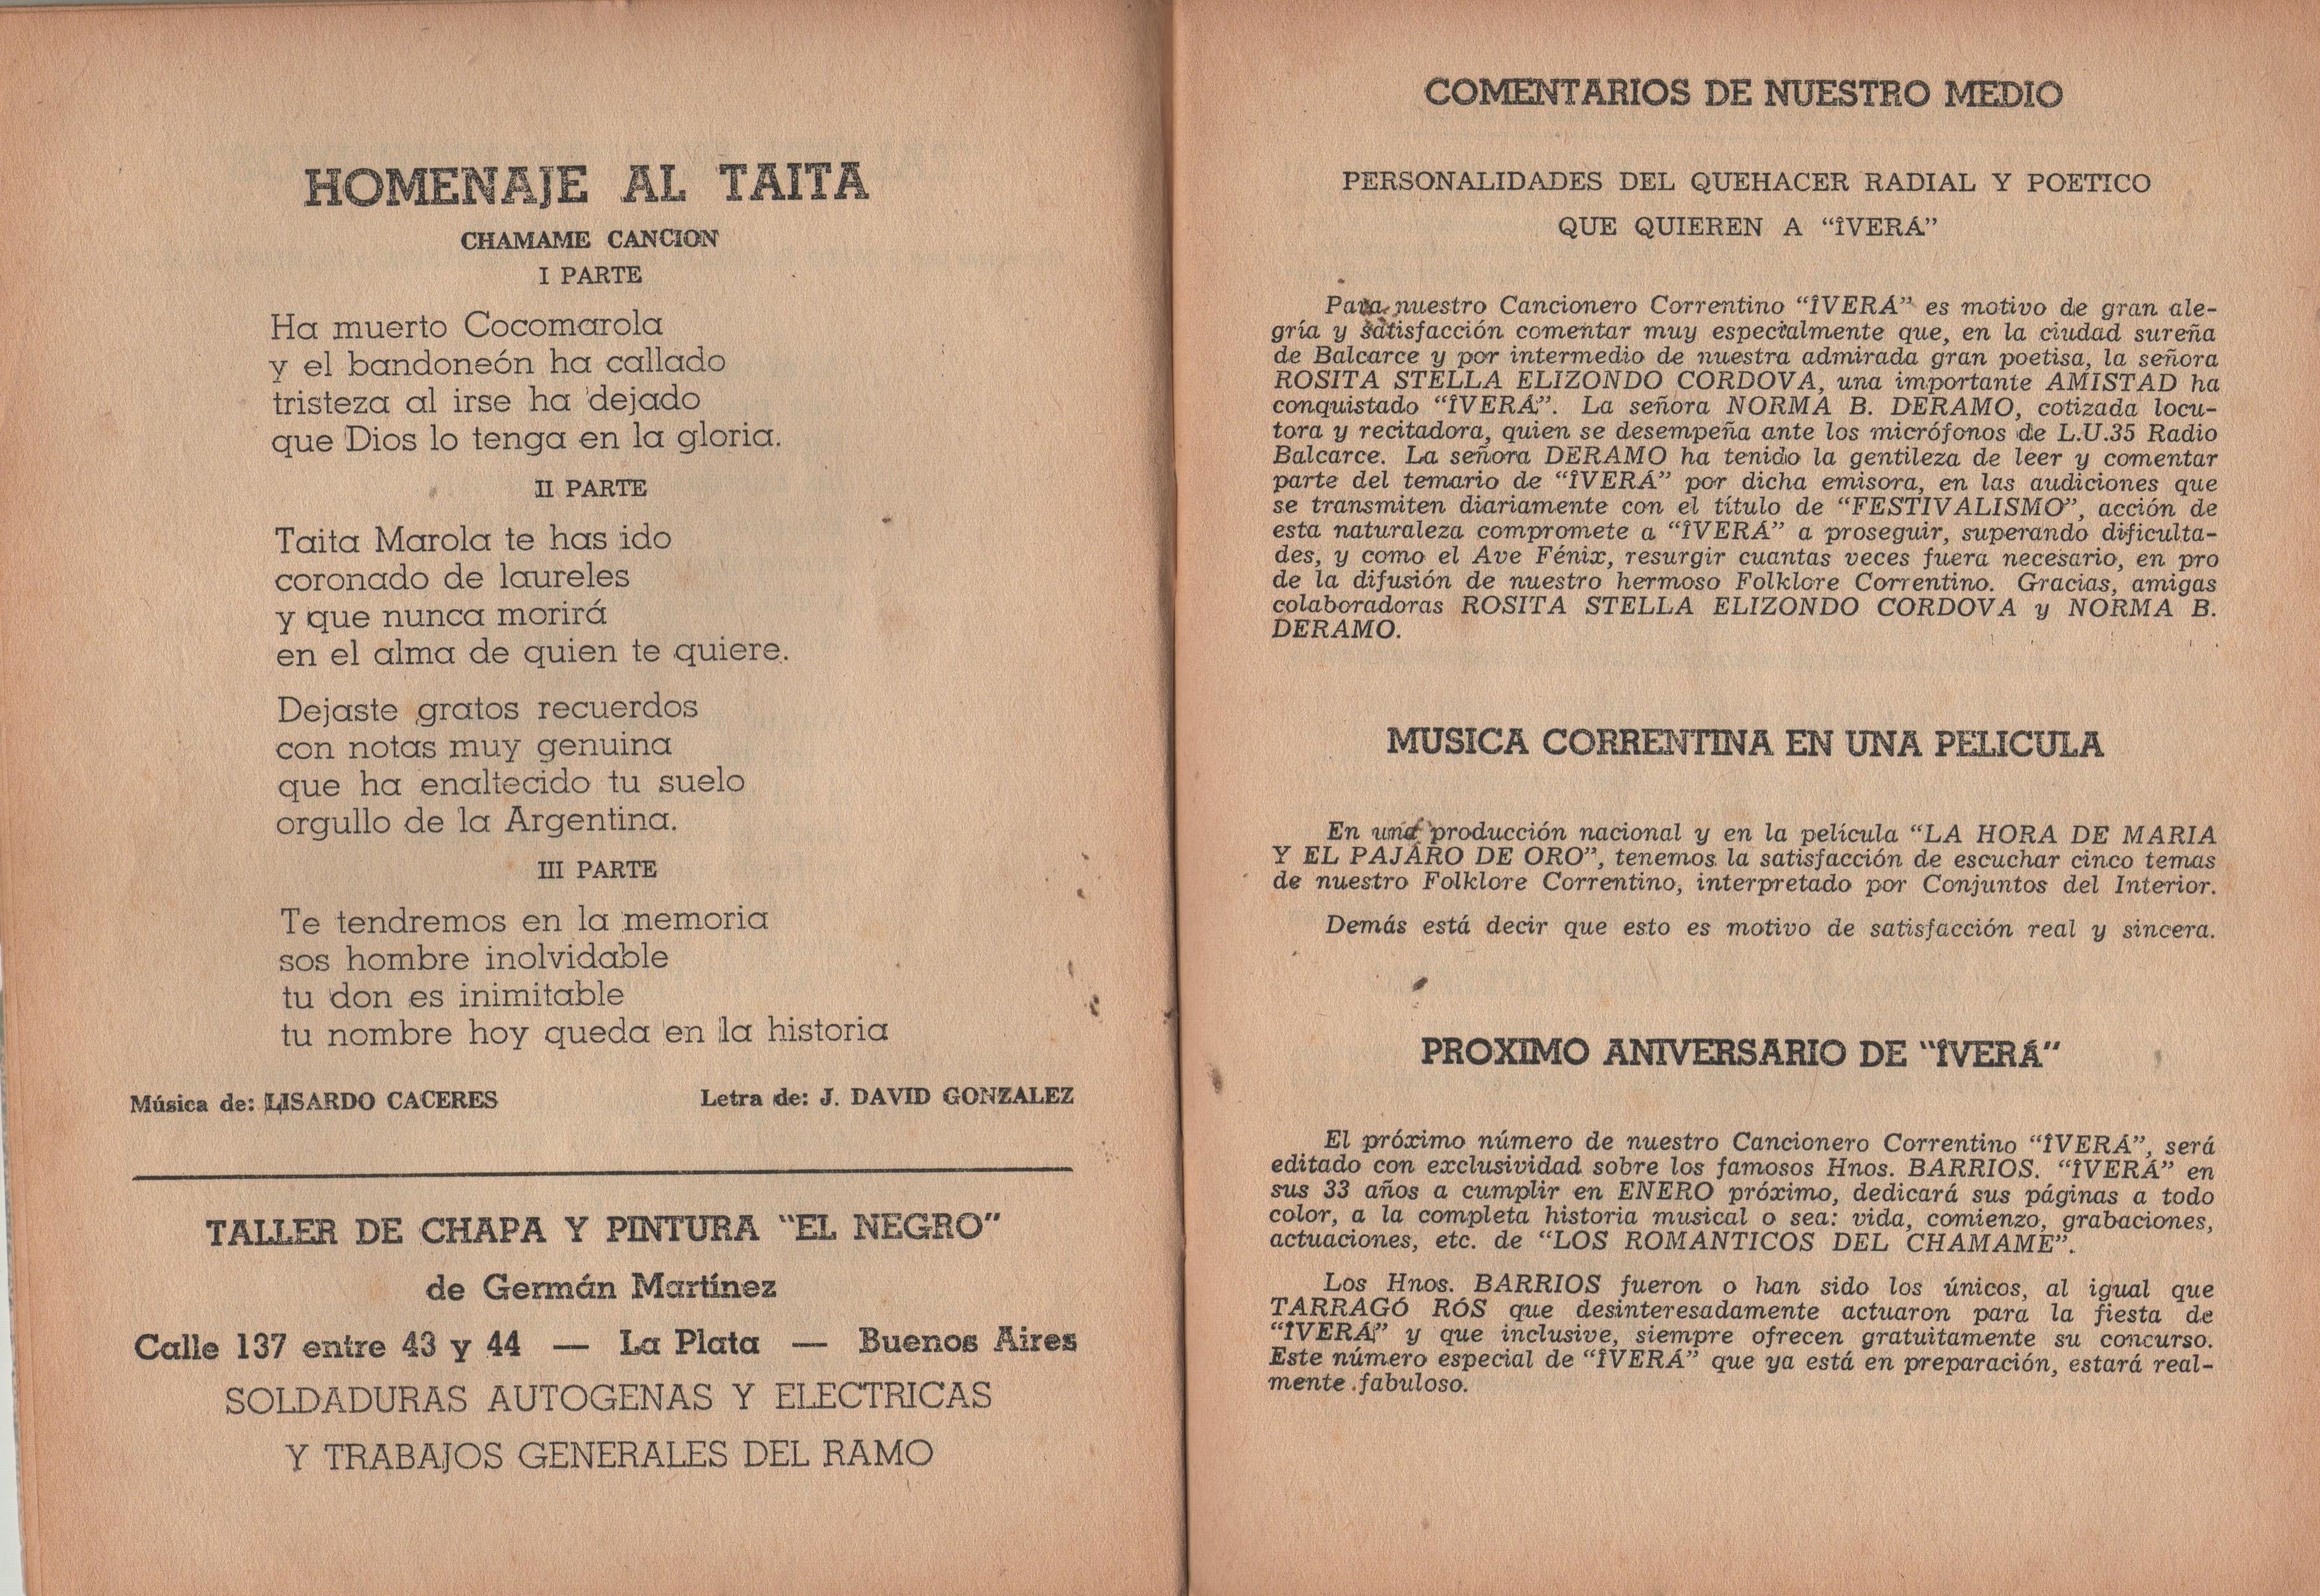 HOMENAJE AL TAITA
CHAMAME CANCION
I PARTE
Ha muerto Cocomarola
y el bandoneón ha callado
tristeza al irse ha dejado
que Dios lo tenga en la gloria.
II PARTE
Taita Marola te has ido
coronado de laureles
y que nunca morirá
en el alma de quien te quiere.
Dejaste gratos recuerdos
con notas muy genuina
que ha enaltecido tu suelo
orgullo de la Argentina.
III PARTE
Te tendremos en la memoria
sos hombre inolvidable
tu don es inimitable
tu nombre hoy queda en la historia
Música de: LISARDO CACERES Letra de: J. DAVID GONZALEZ
TALLER DE CHAPA Y PINTURA "EL NEGRO"
de Germán Martínez
Calle 137 entre 43 y 44 — La Plata — Buenos Aires
SOLDADURAS AUTOGENAS Y ELECTRICAS
Y TRABAJOS GENERALES DEL RAMO
COMENTARIOS DE NUESTRO MEDIO
PERSONALIDADES DEL QUEHACER RADIAL Y POETICO
QUE QUIEREN A "ÎVERÁ"
Para nuestro Cancionero Correntino "ÎVERÁ" es motivo de gran ale-
gría y satisfacción comentar muy especialmente que, en la ciudad sureña
de Balcarce y por intermedio de nuestra admirada gran poetisa, la señora
ROSITA STELLA ELIZONDO CORDOVA, una importante AMISTAD ha
conquistado "ÎVERÁ". La señora NORMA B. DERAMO, cotizada locu-
tora y recitadora, quien se desempeña ante los micrófonos de L.U.35 Radio
Balcarce. La señora DERAMO ha tenido la gentileza de leer y comentar
parte del temario de "ÎVERÁ" por dicha emisora, en las audiciones que
se transmiten diariamente con el título de "FESTIVALISMO", acción de
esta naturaleza compromete a "ÎVERÁ" a proseguir, superando dificulta-
des, y como el Ave Fénix, resurgir cuantas veces fuera necesario, en pro
de la difusión de nuestro hermoso Folklore Correntino. Gracias, amigas
colaboradoras ROSITA STELLA ELIZONDO CORDOVA y NORMA B.
DERAMO.
MUSICA CORRENTINA EN UNA PELICULA
En una producción nacional y en la película "LA HORA DE MARIA
Y EL PAJARO DE ORO", tenemos la satisfacción de escuchar cinco temas
de nuestro Folklore Correntino, interpretado por Conjuntos del Interior.
Demás está decir que esto es motivo de satisfacción real y sincera.
PROXIMO ANIVERSARIO DE "ÎVERÁ"
El próximo número de nuestro Cancionero Correntino "ÎVERÁ", será
editado con exclusividad sobre los famosos Hnos. BARRIOS. "ÎVERÁ" en
sus 33 años a cumplir en ENERO próximo, dedicará sus páginas a todo
color, a la completa historia musical o sea: vida, comienzo, grabaciones,
actuaciones, etc. de "LOS ROMANTICOS DEL CHAMAME".
Los Hnos. BARRIOS fueron o han sido los únicos, al igual que
TARRAGÓ RÓS que desinteresadamente actuaron para la fiesta de
"ÎVERÁ" y que inclusive, siempre ofrecen gratuitamente su concurso.
Este número especial de "ÎVERÁ" que ya está en preparación, estará real-
mente fabuloso.